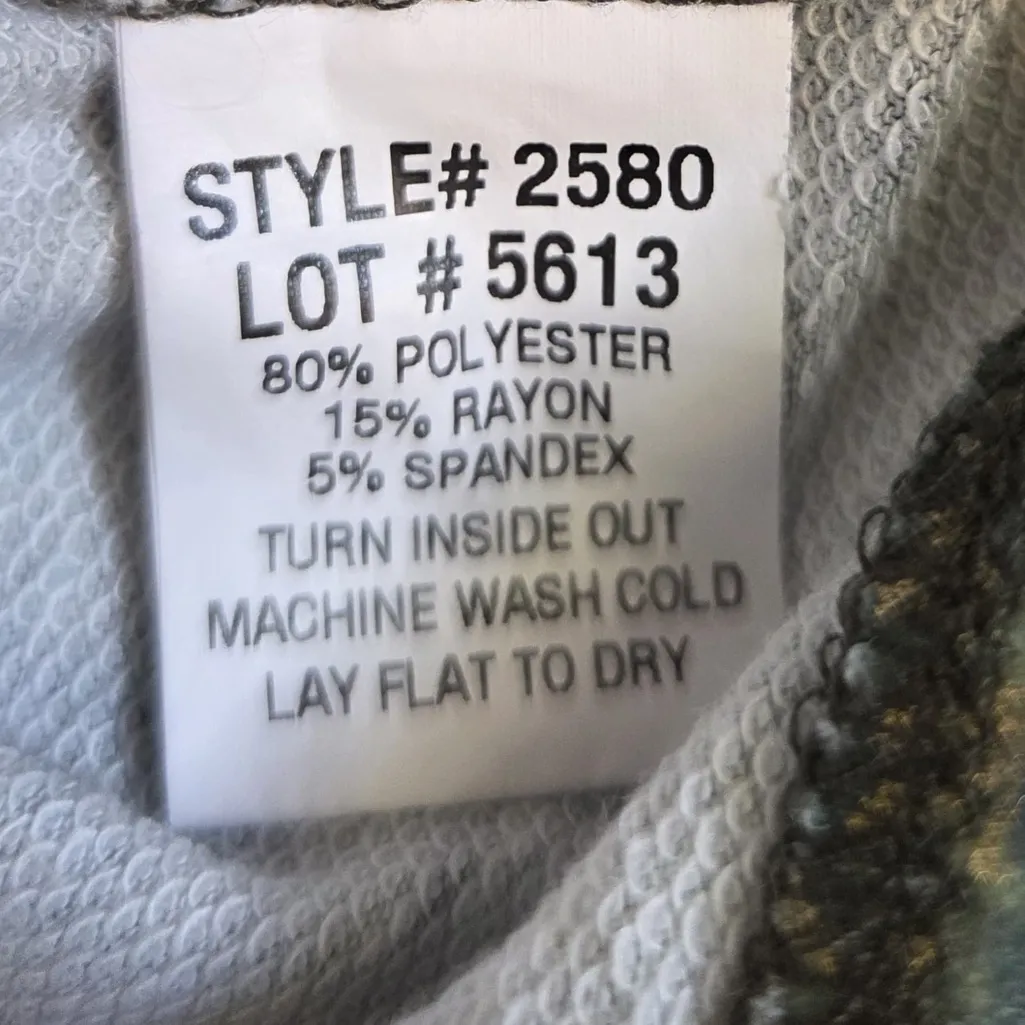 STYLE# 2580
LOT # 5613
80% POLYESTER
15% RAYON
5% SPANDEX
TURN INSIDE OUT
MACHINE WASH COLD
LAY FLAT TO DRY